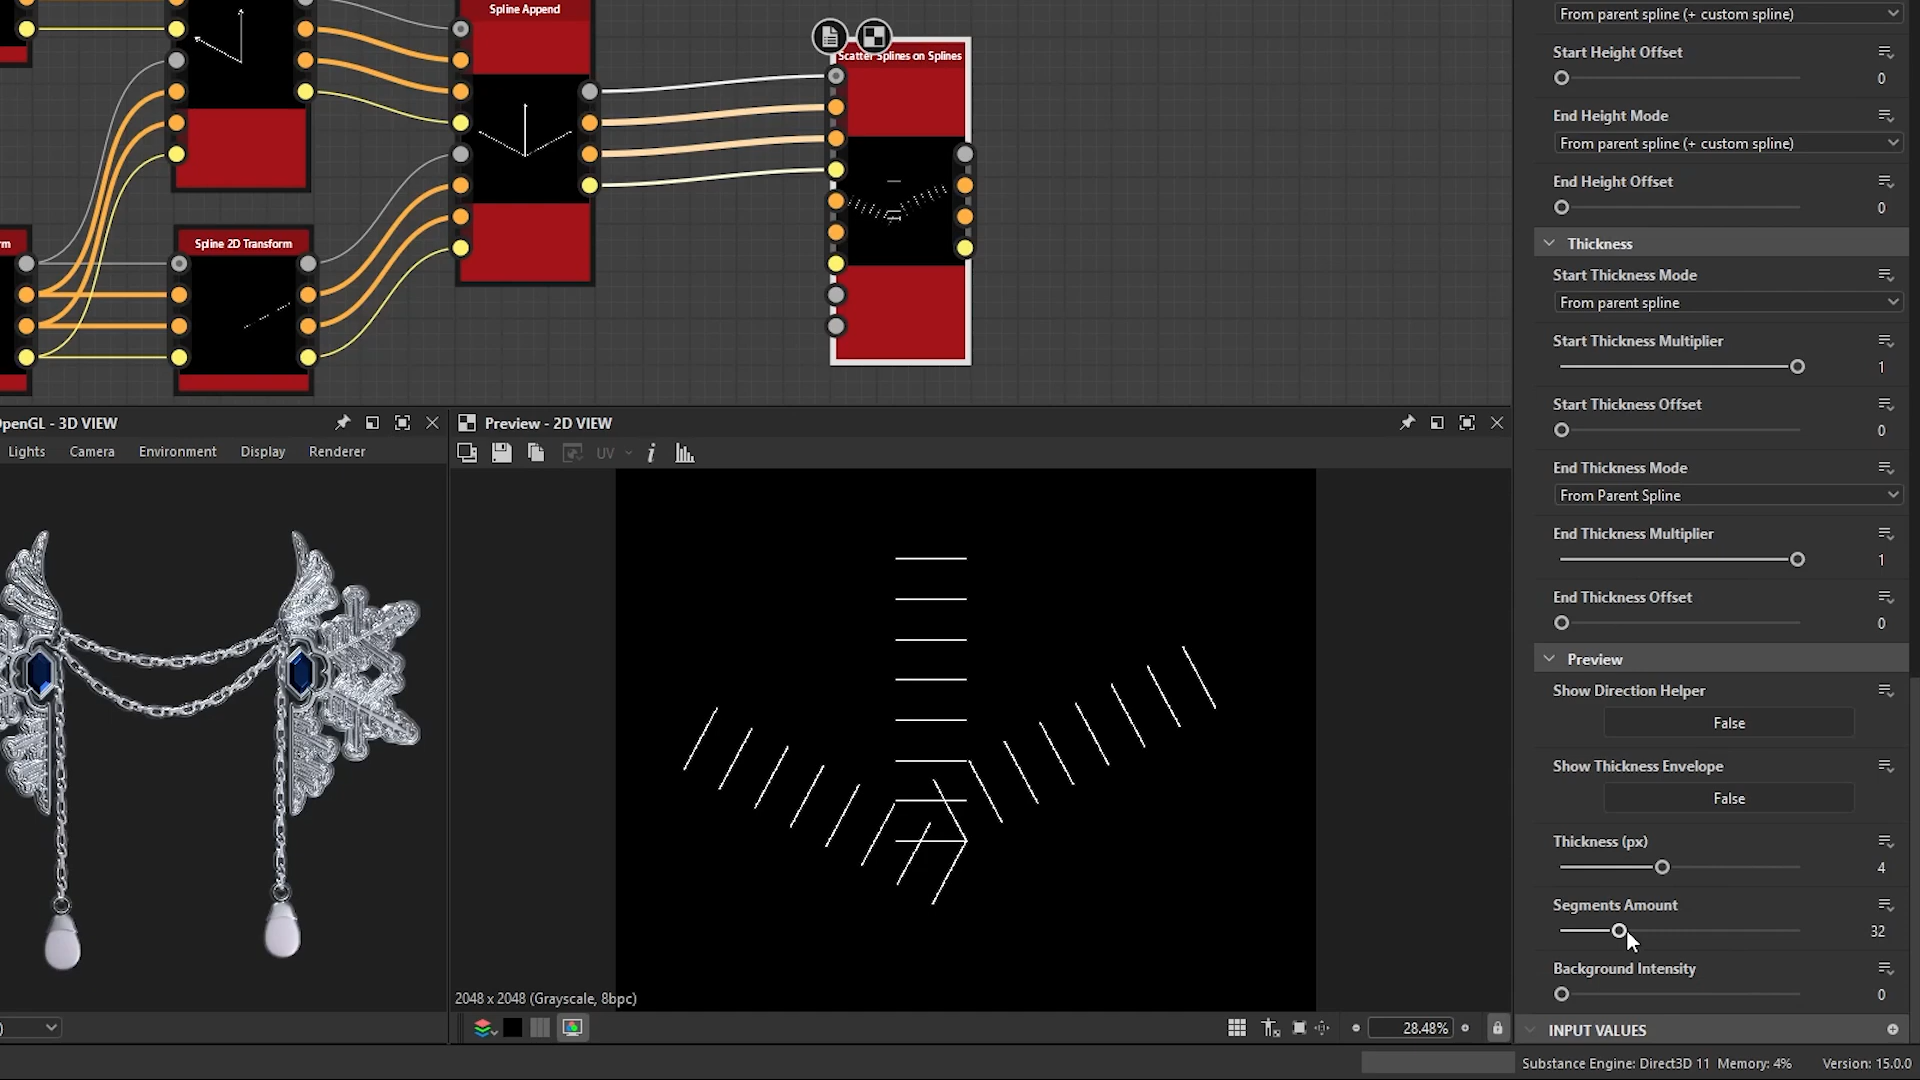 Spline Append
Scatter Splines on Splines
rm
Spline 2D Transform
OpenGL - 3D VIEW
Lights
Camera
Environment
Display
Renderer
Preview - 2D VIEW
UV
i
2048 x 2048 (Grayscale, 8bpc)
)
28.48%
From parent spline (+ custom spline)
Start Height Offset
0
End Height Mode
From parent spline (+ custom spline)
End Height Offset
0
Thickness
Start Thickness Mode
From parent spline
Start Thickness Multiplier
1
Start Thickness Offset
0
End Thickness Mode
From Parent Spline
End Thickness Multiplier
1
End Thickness Offset
0
Preview
Show Direction Helper
False
Show Thickness Envelope
False
Thickness (px)
4
Segments Amount
32
Background Intensity
0
INPUT VALUES
Substance Engine: Direct3D 11 Memory: 4% Version: 15.0.0